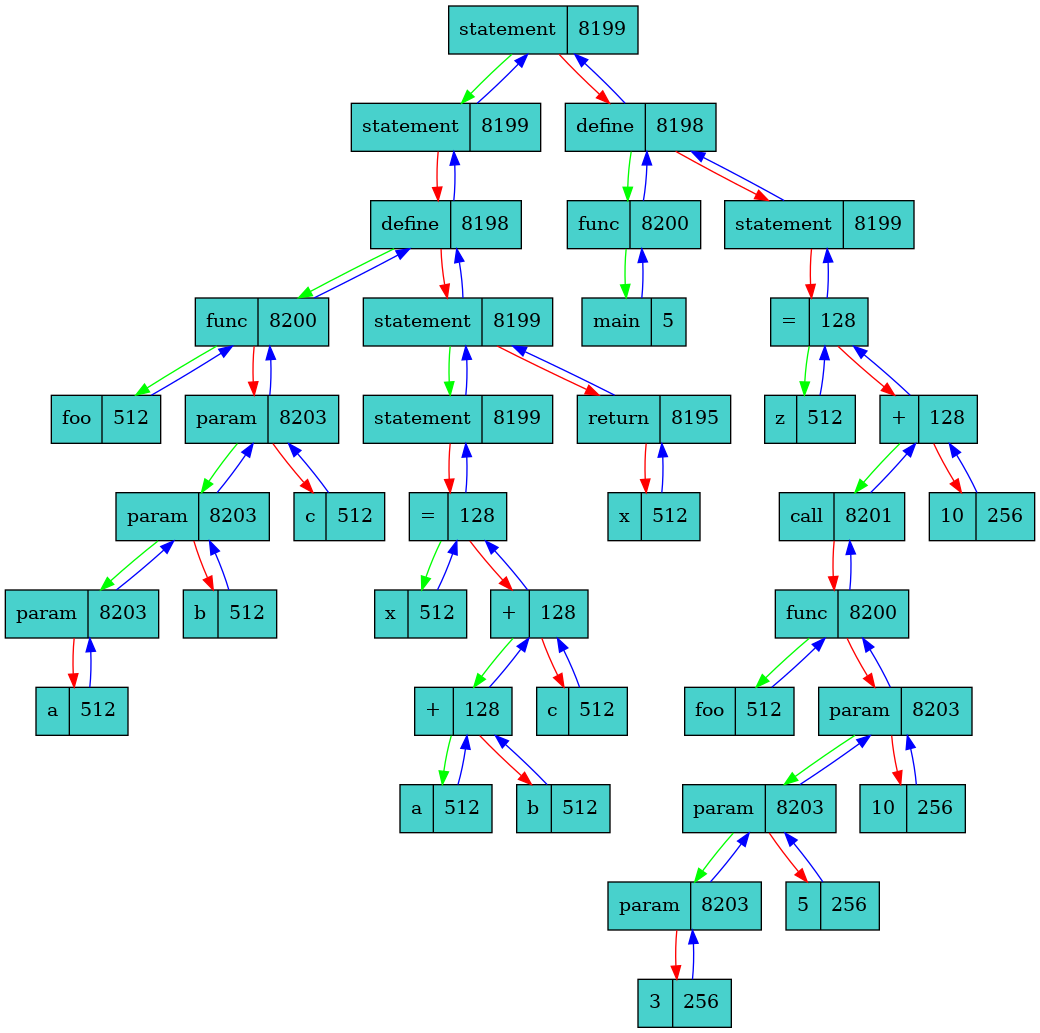 statement 8199
statement 8199 define 8198
define 8198 func 8200 statement 8199
func 8200 statement 8199 main 5 = 128
foo 512 param 8203 statement 8199 return 8195 z 512 + 128
param 8203 c 512 = 128 x 512 call 8201 10 256
param 8203 b 512 x 512 + 128 func 8200
a 512 + 128 c 512 foo 512 param 8203
a 512 b 512 param 8203 10 256
param 8203 5 256
3 256